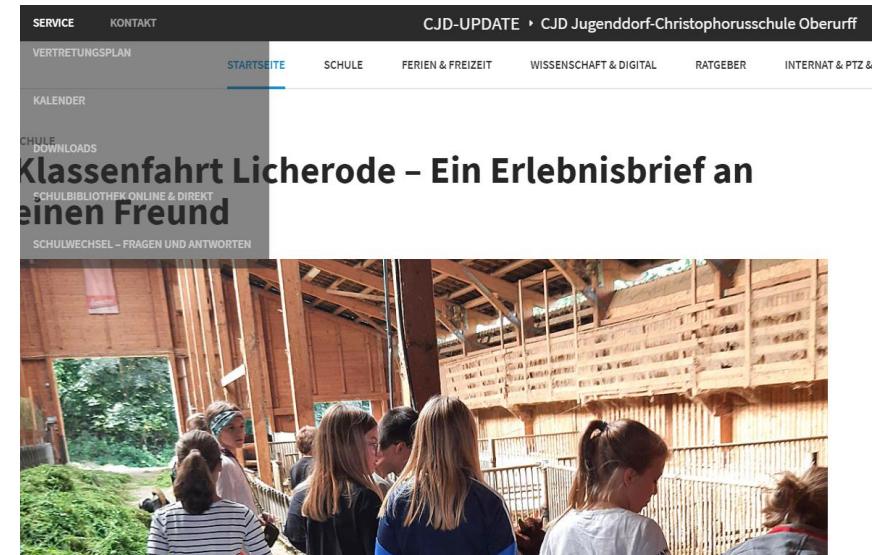 SERVICE KONTAKT CJD-UPDATE ‣ CJD Jugenddorf-Christophorusschule Oberurff
VERTRETUNGSPLAN
STARTSEITE SCHULE FERIEN & FREIZEIT WISSENSCHAFT & DIGITAL RATGEBER INTERNAT & PTZ &
KALENDER
CHULE
DOWNLOADS
Klassenfahrt Licherode – Ein Erlebnisbrief an
SCHULBIBLIOTHEK ONLINE & DIREKT
einen Freund
SCHULWECHSEL – FRAGEN UND ANTWORTEN